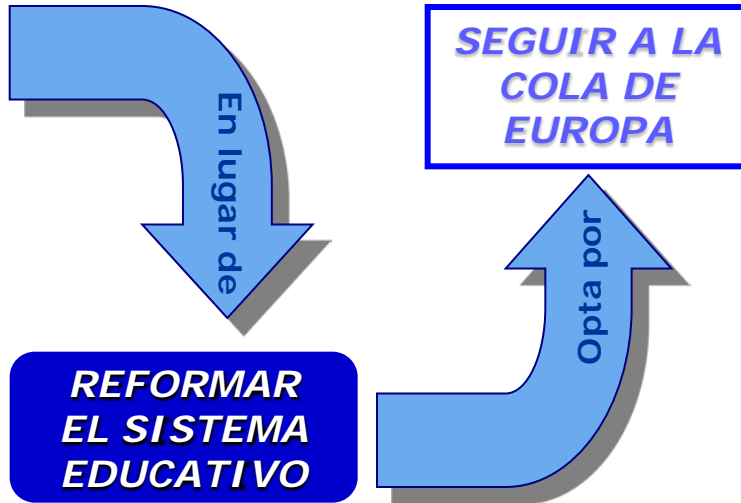 En lugar de
REFORMAR
EL SISTEMA
EDUCATIVO
Opta por
SEGUIR A LA
COLA DE
EUROPA